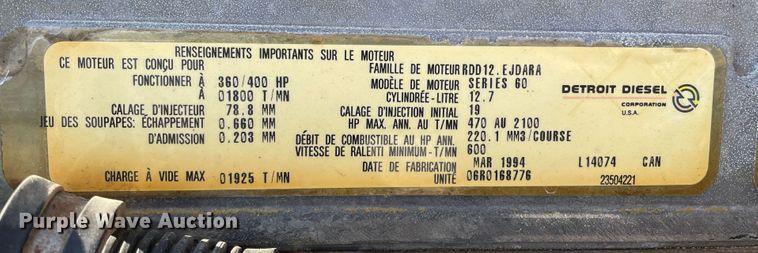 RENSEIGNEMENTS IMPORTANTS SUR LE MOTEUR
CE MOTEUR EST CONÇU POUR
FONCTIONNER À 360/400 HP
À 01800 T/MN
CALAGE D'INJECTEUR 78.8 MM
JEU DES SOUPAPES: ÉCHAPPEMENT 0.660 MM
D'ADMISSION 0.203 MM
CHARGE À VIDE MAX 01925 T/MN
FAMILLE DE MOTEUR RDD12.EJDARA
MODÈLE DE MOTEUR SERIES 60
CYLINDRÉE-LITRE 12.7
CALAGE D'INJECTION INITIAL 19
HP MAX. ANN. AU T/MN 470 AU 2100
DÉBIT DE COMBUSTIBLE AU HP ANN. 220.1 MM3/COURSE
VITESSE DE RALENTI MINIMUM-T/MN 600
DATE DE FABRICATION MAR 1994 L14074 CAN
UNITÉ 06R0168776 23504221
DETROIT DIESEL
CORPORATION
U.S.A.
Purple Wave Auction